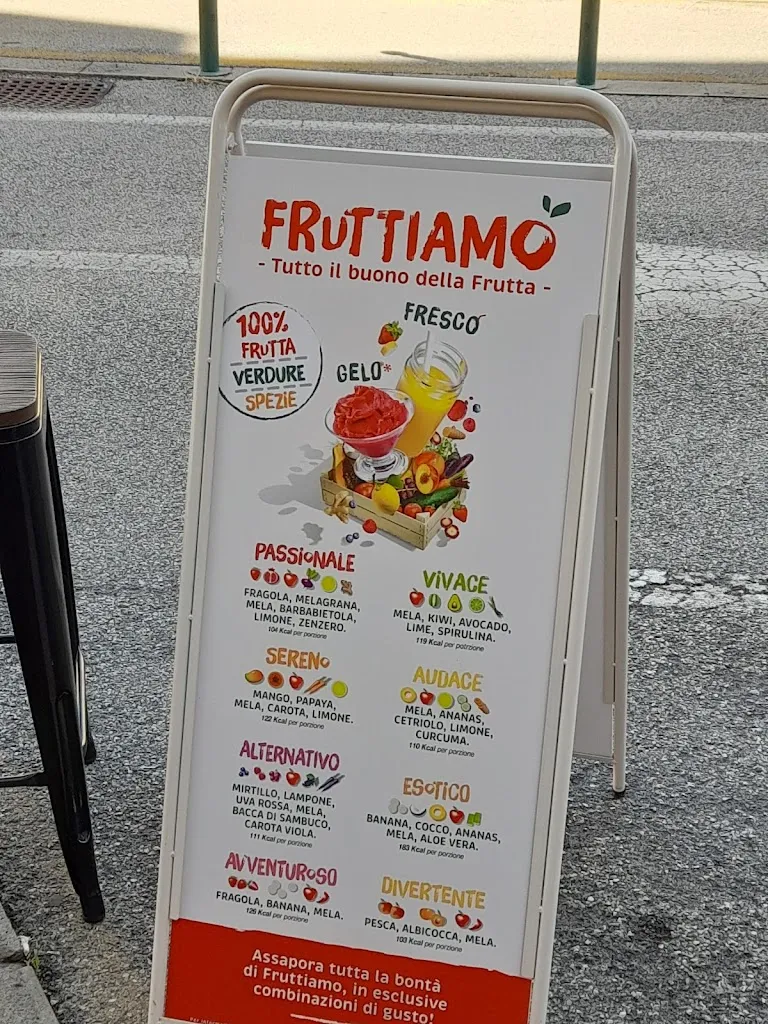 FRUTTIAMO
- Tutto il buono della Frutta -
100%
FRUTTA
VERDURE
SPEZIE
FRESCO
GELO*
PASSIONALE
FRAGOLA, MELAGRANA,
MELA, BARBABIETOLA,
LIMONE, ZENZERO.
104 Kcal per porzione
VIVACE
MELA, KIWI, AVOCADO,
LIME, SPIRULINA.
119 Kcal per porzione
SERENO
MANGO, PAPAYA,
MELA, CAROTA, LIMONE.
122 Kcal per porzione
AUDACE
MELA, ANANAS,
CETRIOLO, LIMONE,
CURCUMA.
110 Kcal per porzione
ALTERNATIVO
MIRTILLO, LAMPONE,
UVA ROSSA, MELA,
BACCA DI SAMBUCO,
CAROTA VIOLA.
111 Kcal per porzione
ESOTICO
BANANA, COCCO, ANANAS,
MELA, ALOE VERA.
163 Kcal per porzione
AVVENTUROSO
FRAGOLA, BANANA, MELA.
126 Kcal per porzione
DIVERTENTE
PESCA, ALBICOCCA, MELA.
103 Kcal per porzione
Assapora tutta la bontà
di Fruttiamo, in esclusive
combinazioni di gusto!